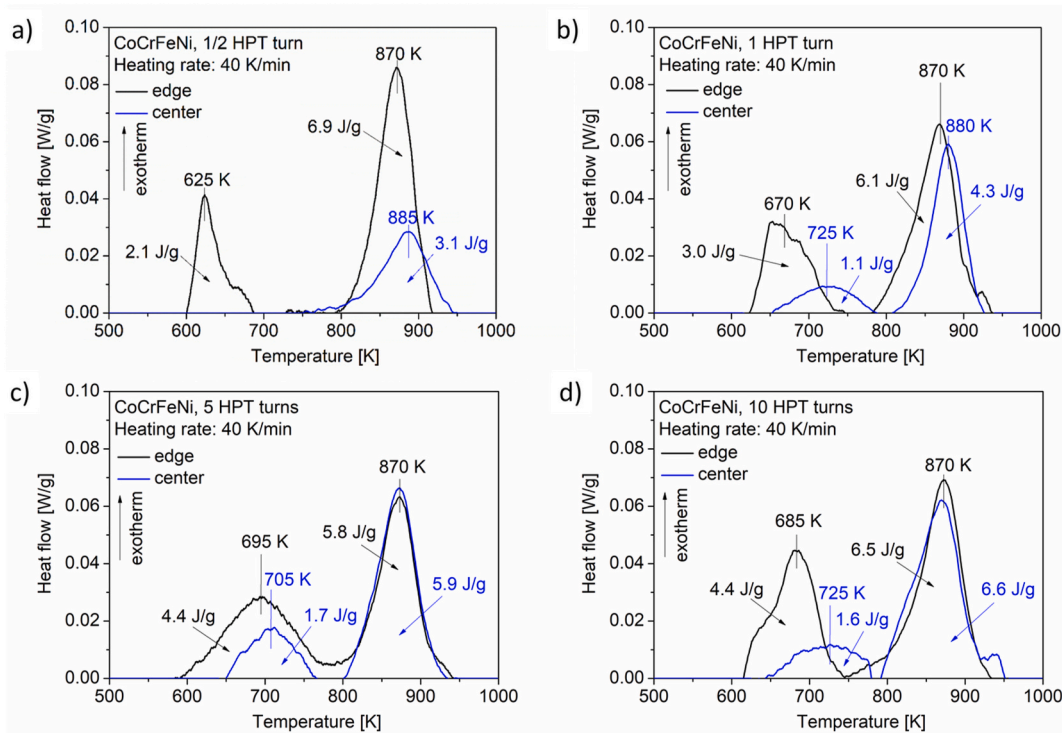 a)
CoCrFeNi, 1/2 HPT turn
Heating rate: 40 K/min
edge
center
exotherm
625 K
2.1 J/g
870 K
6.9 J/g
885 K
3.1 J/g
Heat flow [W/g]
0.10
0.08
0.06
0.04
0.02
0.00
500 600 700 800 900 1000
Temperature [K]
b)
CoCrFeNi, 1 HPT turn
Heating rate: 40 K/min
edge
center
exotherm
670 K
3.0 J/g
725 K
1.1 J/g
870 K
880 K
6.1 J/g
4.3 J/g
Heat flow [W/g]
0.10
0.08
0.06
0.04
0.02
0.00
500 600 700 800 900 1000
Temperature [K]
c)
CoCrFeNi, 5 HPT turns
Heating rate: 40 K/min
edge
center
exotherm
695 K
705 K
4.4 J/g
1.7 J/g
870 K
5.8 J/g
5.9 J/g
Heat flow [W/g]
0.10
0.08
0.06
0.04
0.02
0.00
500 600 700 800 900 1000
Temperature [K]
d)
CoCrFeNi, 10 HPT turns
Heating rate: 40 K/min
edge
center
exotherm
685 K
4.4 J/g
725 K
1.6 J/g
870 K
6.5 J/g
6.6 J/g
Heat flow [W/g]
0.10
0.08
0.06
0.04
0.02
0.00
500 600 700 800 900 1000
Temperature [K]